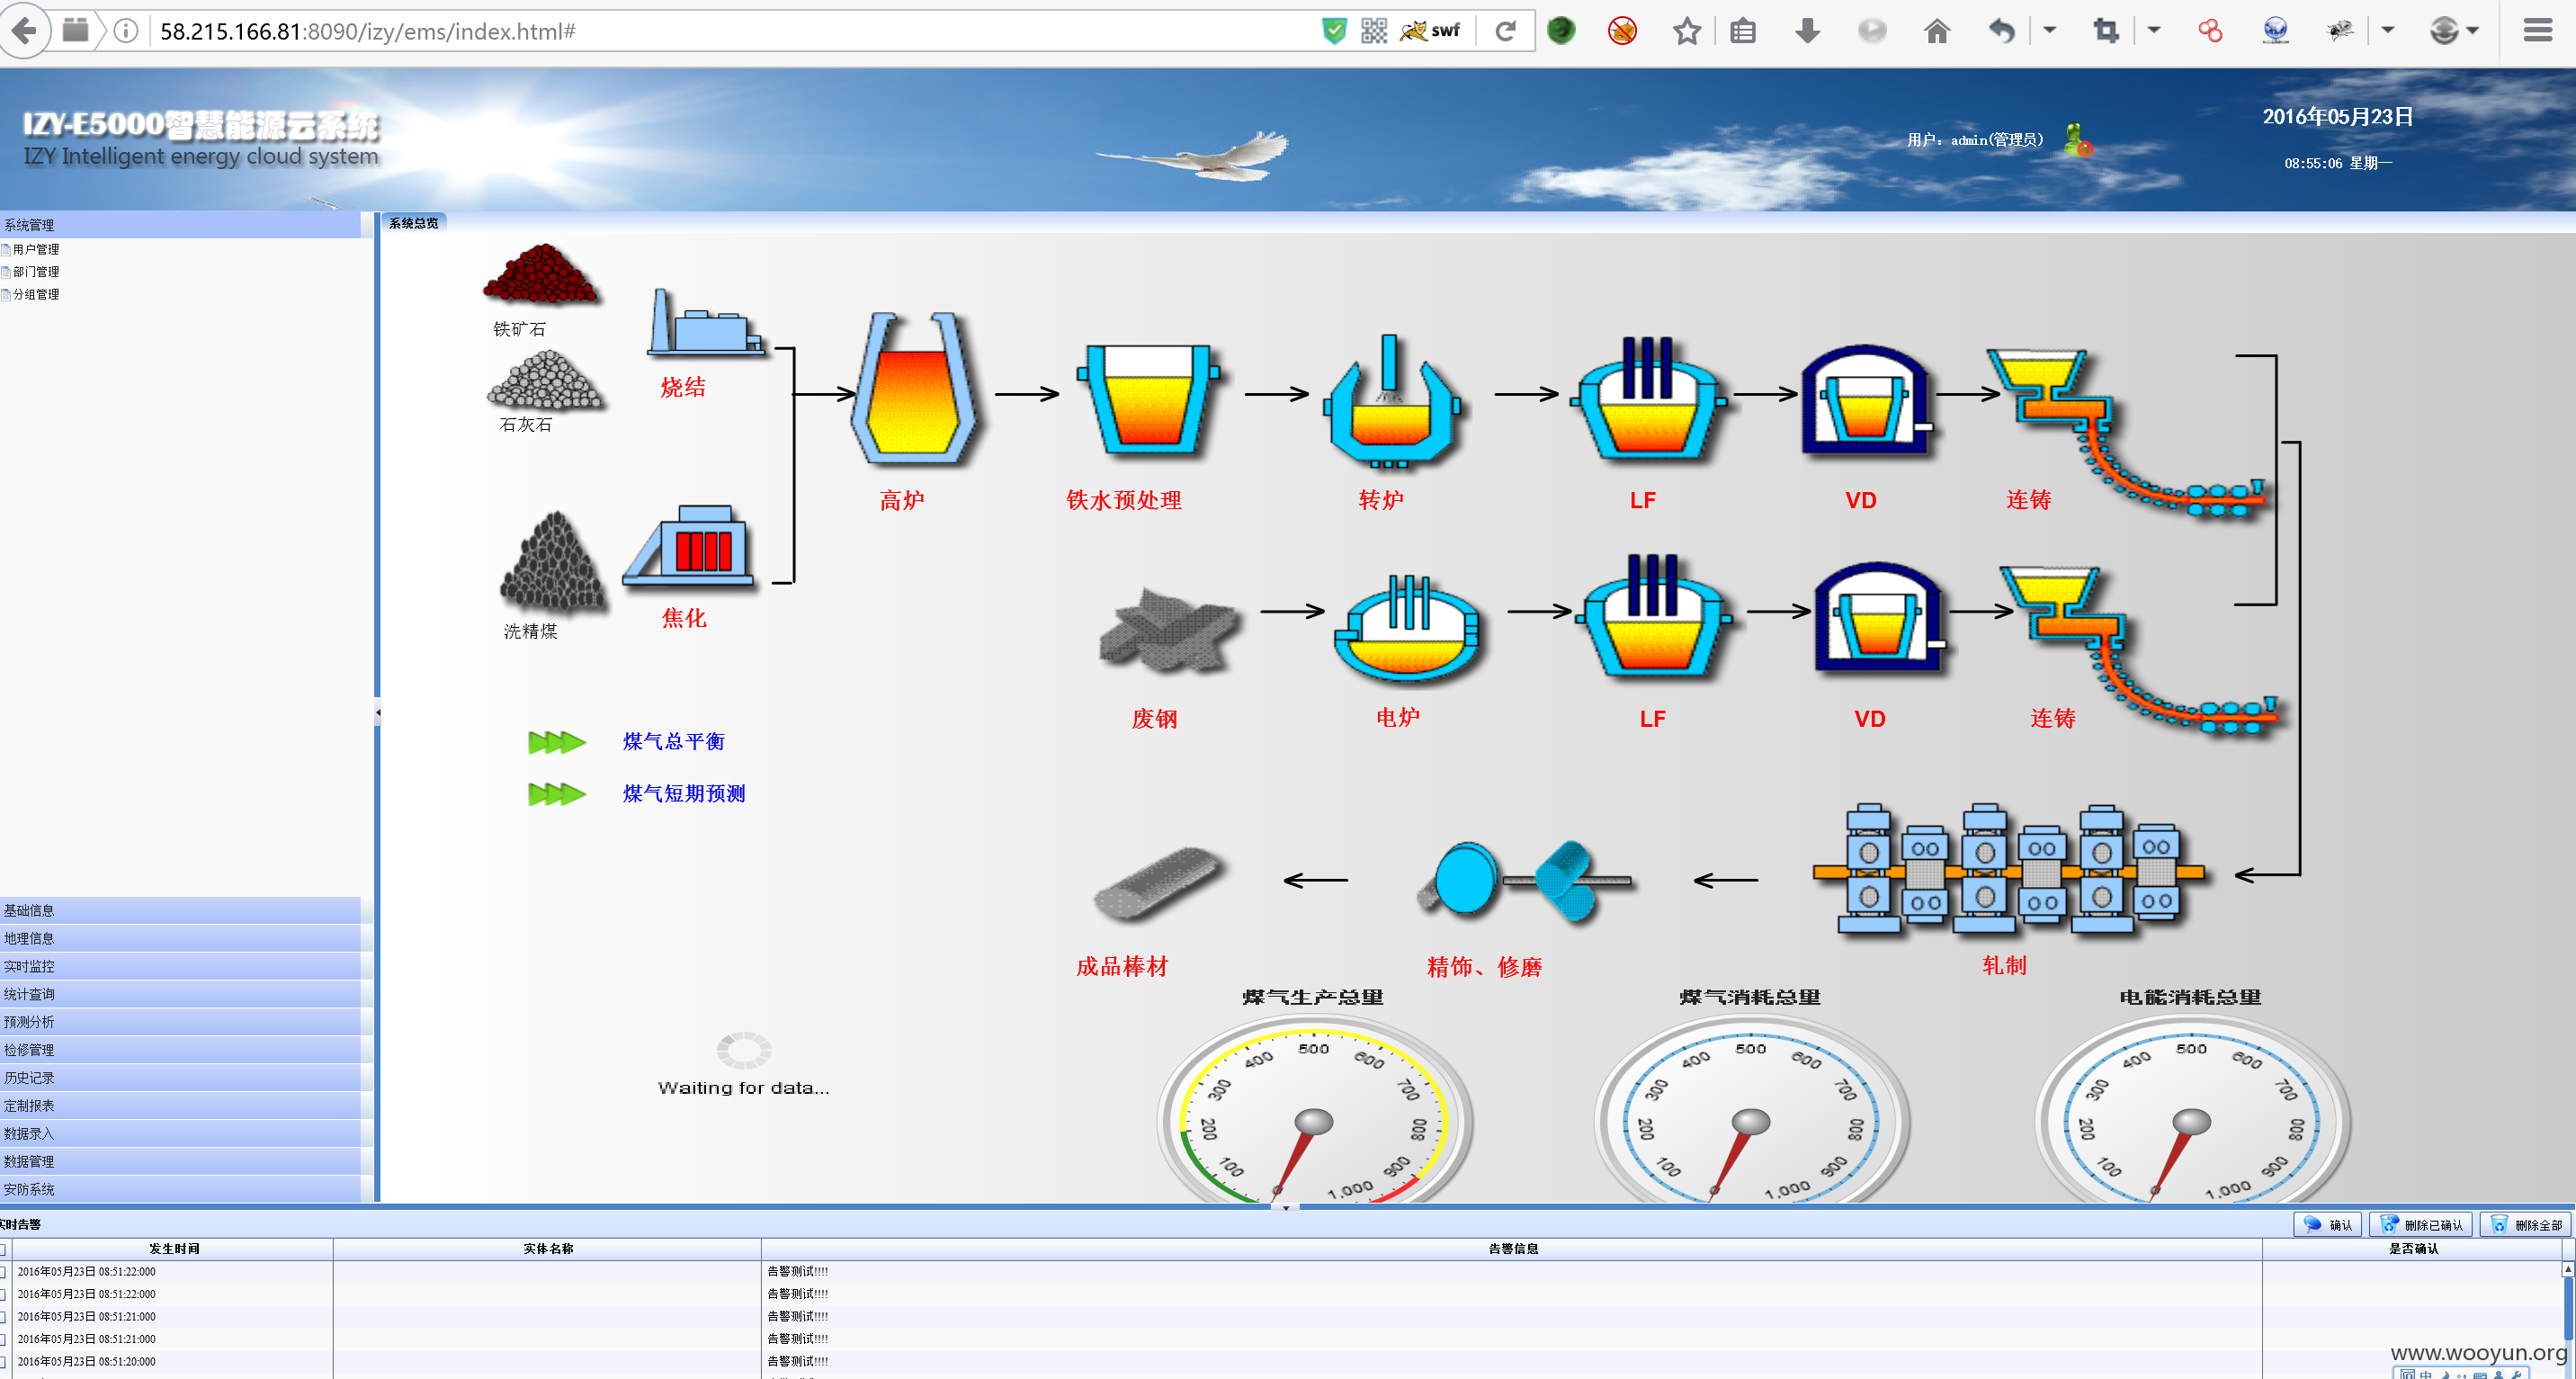 58.215.166.81:8090/izy/ems/index.html#
swf
IZY-E5000智慧能源云系统
IZY Intelligent energy cloud system
用户：admin(管理员)
2016年05月23日
08:55:06 星期一
系统管理
用户管理
部门管理
分组管理
基础信息
地理信息
实时监控
统计查询
预测分析
检修管理
历史记录
定制报表
数据录入
数据管理
安防系统
系统总览
铁矿石
石灰石
洗精煤
烧结
焦化
高炉
铁水预处理
转炉
LF
VD
连铸
废钢
电炉
LF
VD
连铸
煤气总平衡
煤气短期预测
成品棒材
精饰、修磨
轧制
Waiting for data...
煤气生产总量
0 100 200 300 400 500 600 700 800 900 1,000
煤气消耗总量
0 100 200 300 400 500 600 700 800 900 1,000
电能消耗总量
0 100 200 300 400 500 600 700 800 900 1,000
实时告警
确认 删除已确认 删除全部
发生时间 实体名称 告警信息 是否确认
2016年05月23日 08:51:22:000 告警测试!!!!
2016年05月23日 08:51:22:000 告警测试!!!!
2016年05月23日 08:51:21:000 告警测试!!!!
2016年05月23日 08:51:21:000 告警测试!!!!
2016年05月23日 08:51:20:000 告警测试!!!!
www.wooyun.org
中